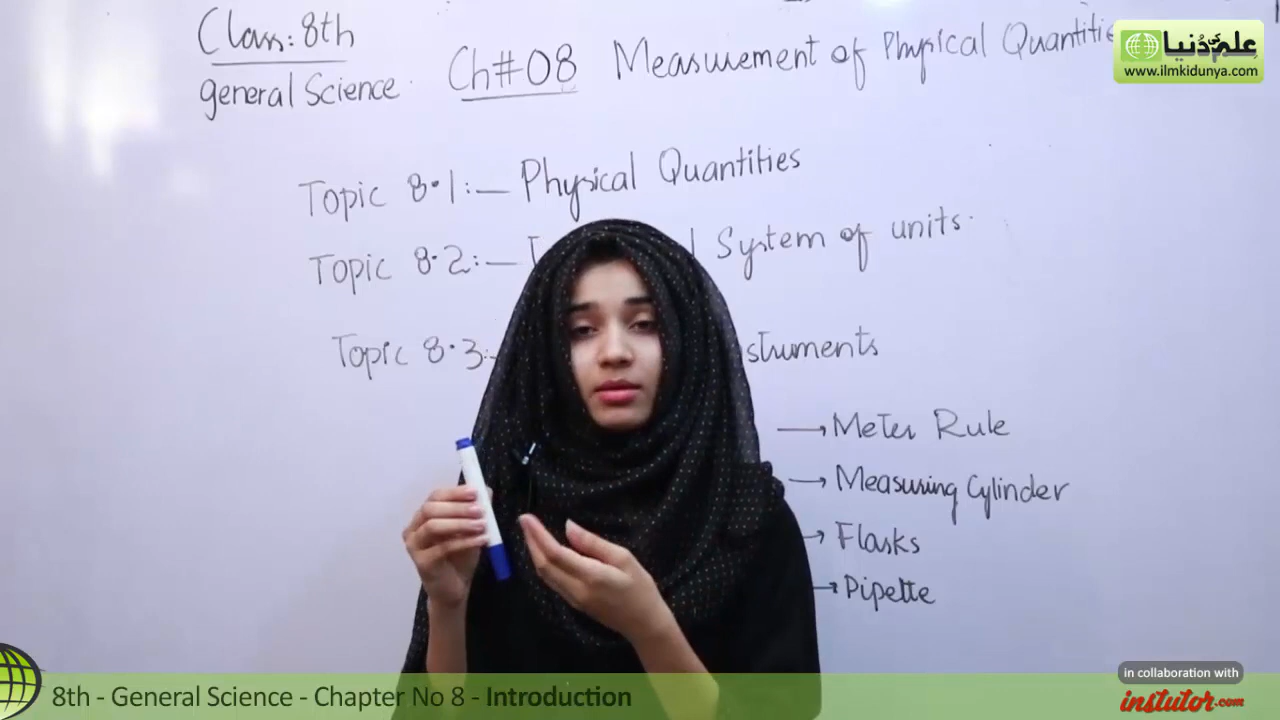 Class: 8th
general Science.
Ch#08 Measurement of Physical Quantitie
علم کی دُنیا
www.ilmkidunya.com
Topic 8.1:— Physical Quantities
Topic 8.2:— System of units.
Topic 8.3:- struments
→ Meter Rule
→ Measuring Cylinder
→ Flasks
→ Pipette
in collaboration with
instutor.com
8th - General Science - Chapter No 8 - Introduction